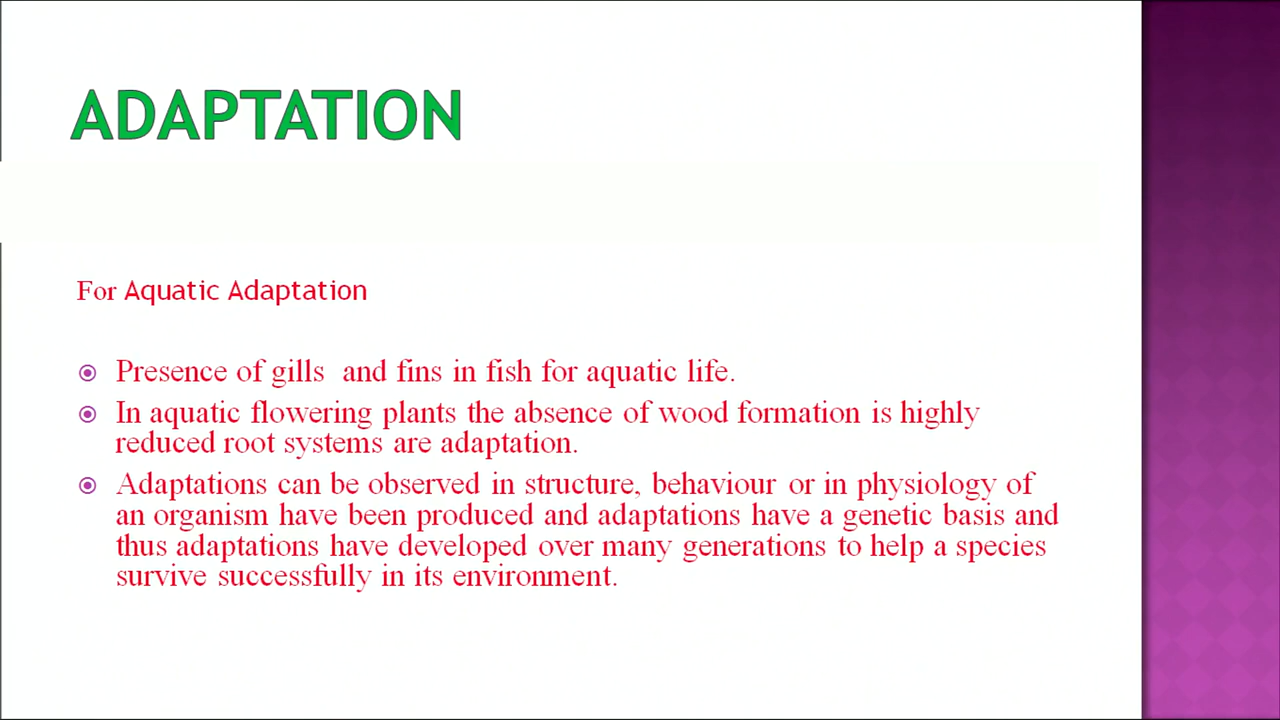 ADAPTATION
For Aquatic Adaptation
Presence of gills and fins in fish for aquatic life.
In aquatic flowering plants the absence of wood formation is highly
reduced root systems are adaptation.
Adaptations can be observed in structure, behaviour or in physiology of
an organism have been produced and adaptations have a genetic basis and
thus adaptations have developed over many generations to help a species
survive successfully in its environment.